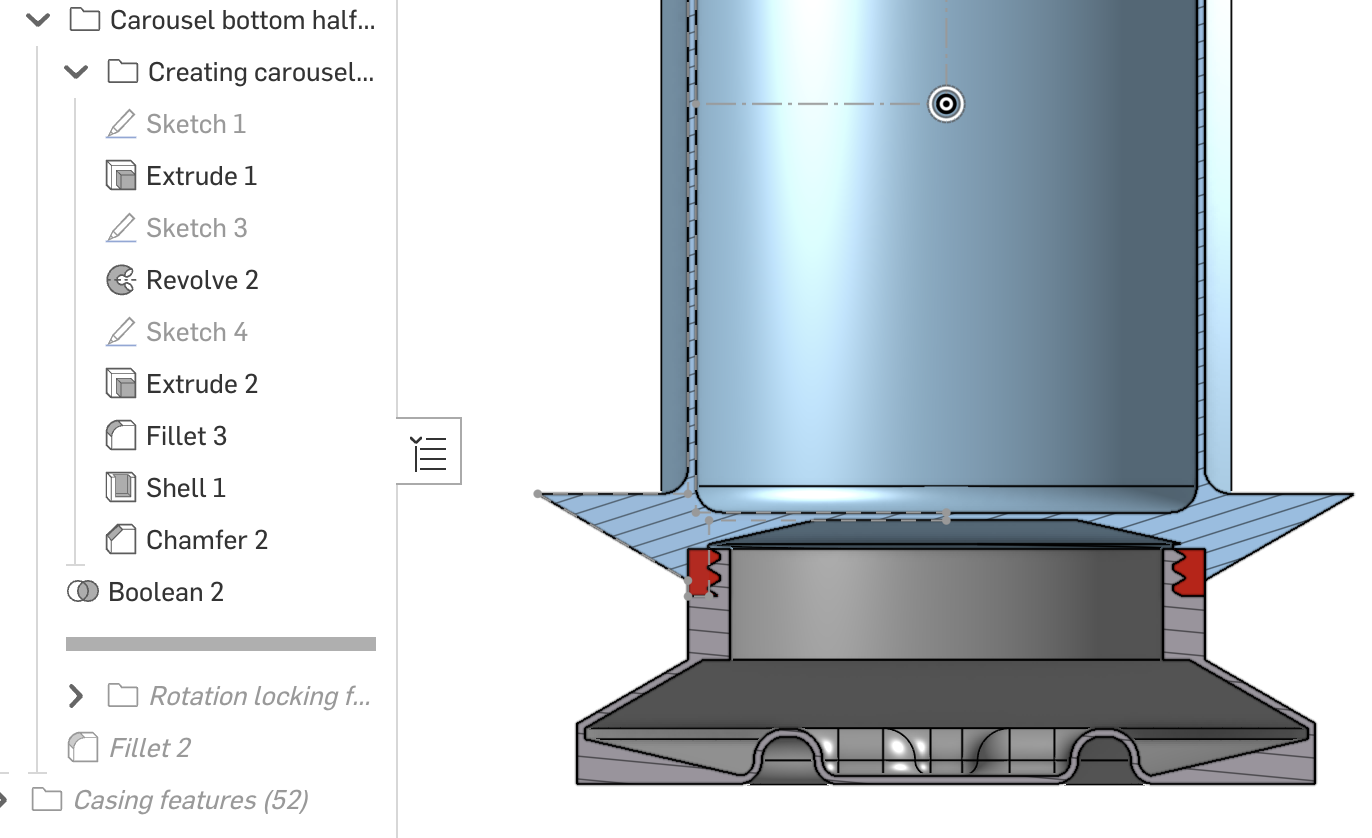 Carousel bottom half...
Creating carousel...
Sketch 1
Extrude 1
Sketch 3
Revolve 2
Sketch 4
Extrude 2
Fillet 3
Shell 1
Chamfer 2
Boolean 2
Rotation locking f...
Fillet 2
Casing features (52)